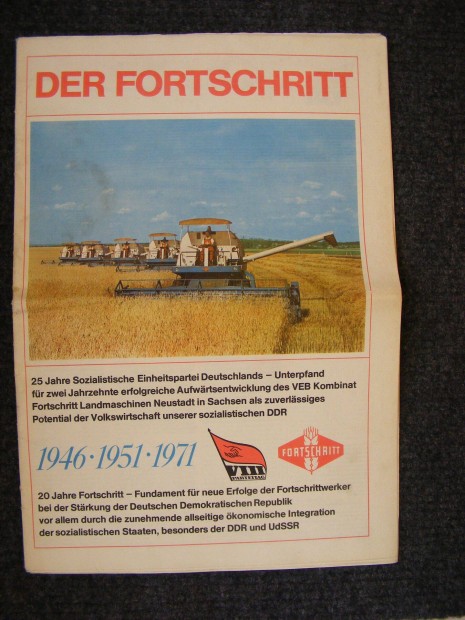 DER FORTSCHRITT
25 Jahre Sozialistische Einheitspartei Deutschlands – Unterpfand
für zwei Jahrzehnte erfolgreiche Aufwärtsentwicklung des VEB Kombinat
Fortschritt Landmaschinen Neustadt in Sachsen als zuverlässiges
Potential der Volkswirtschaft unserer sozialistischen DDR
1946 · 1951 · 1971
VIII
PARTEITAG
FORTSCHRITT
20 Jahre Fortschritt – Fundament für neue Erfolge der Fortschrittwerker
bei der Stärkung der Deutschen Demokratischen Republik
vor allem durch die zunehmende allseitige ökonomische Integration
der sozialistischen Staaten, besonders der DDR und UdSSR